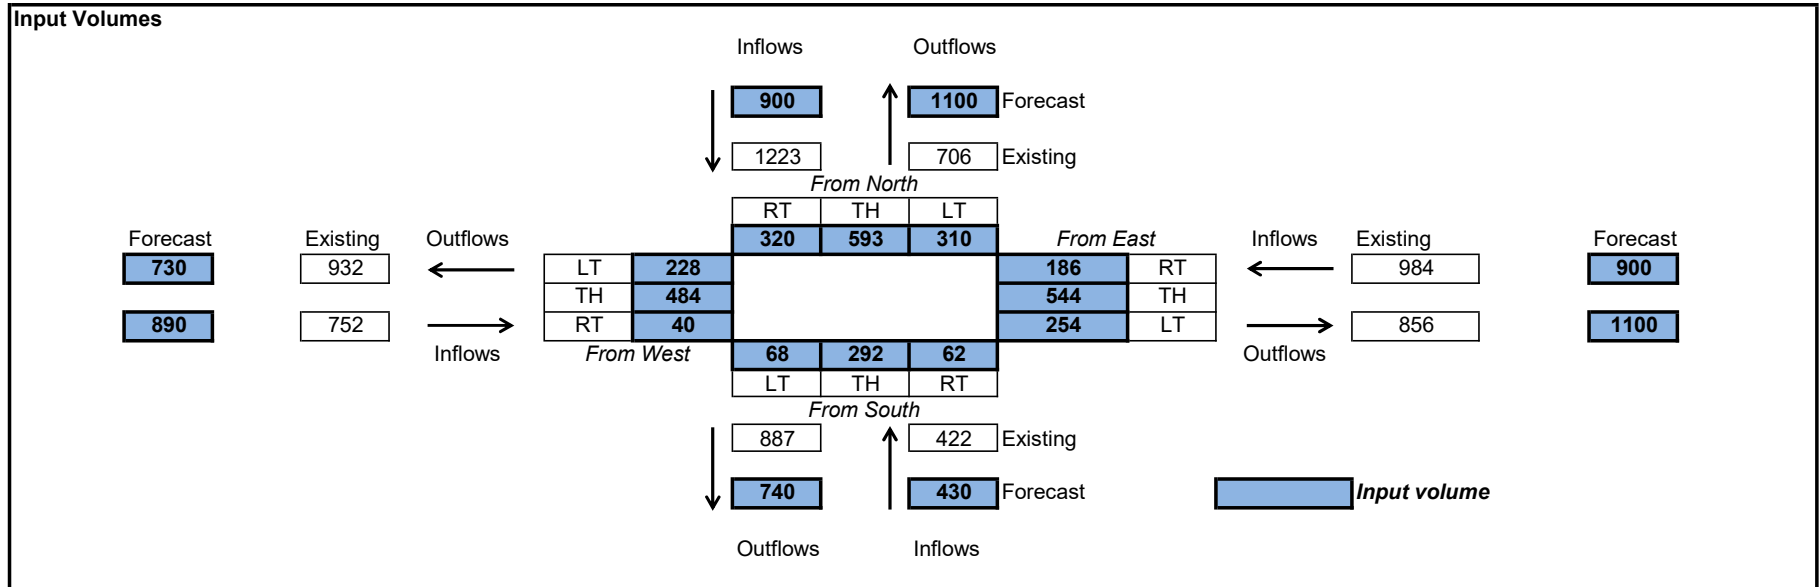 Input Volumes
Inflows Outflows
900 1100 Forecast
1223 706 Existing
From North
RT TH LT
Forecast Existing Outflows 320 593 310 From East Inflows Existing Forecast
730 932 LT 228 186 RT 984 900
TH 484 544 TH
890 752 RT 40 254 LT 856 1100
Inflows From West 68 292 62 Outflows
LT TH RT
From South
887 422 Existing
740 430 Forecast Input volume
Outflows Inflows